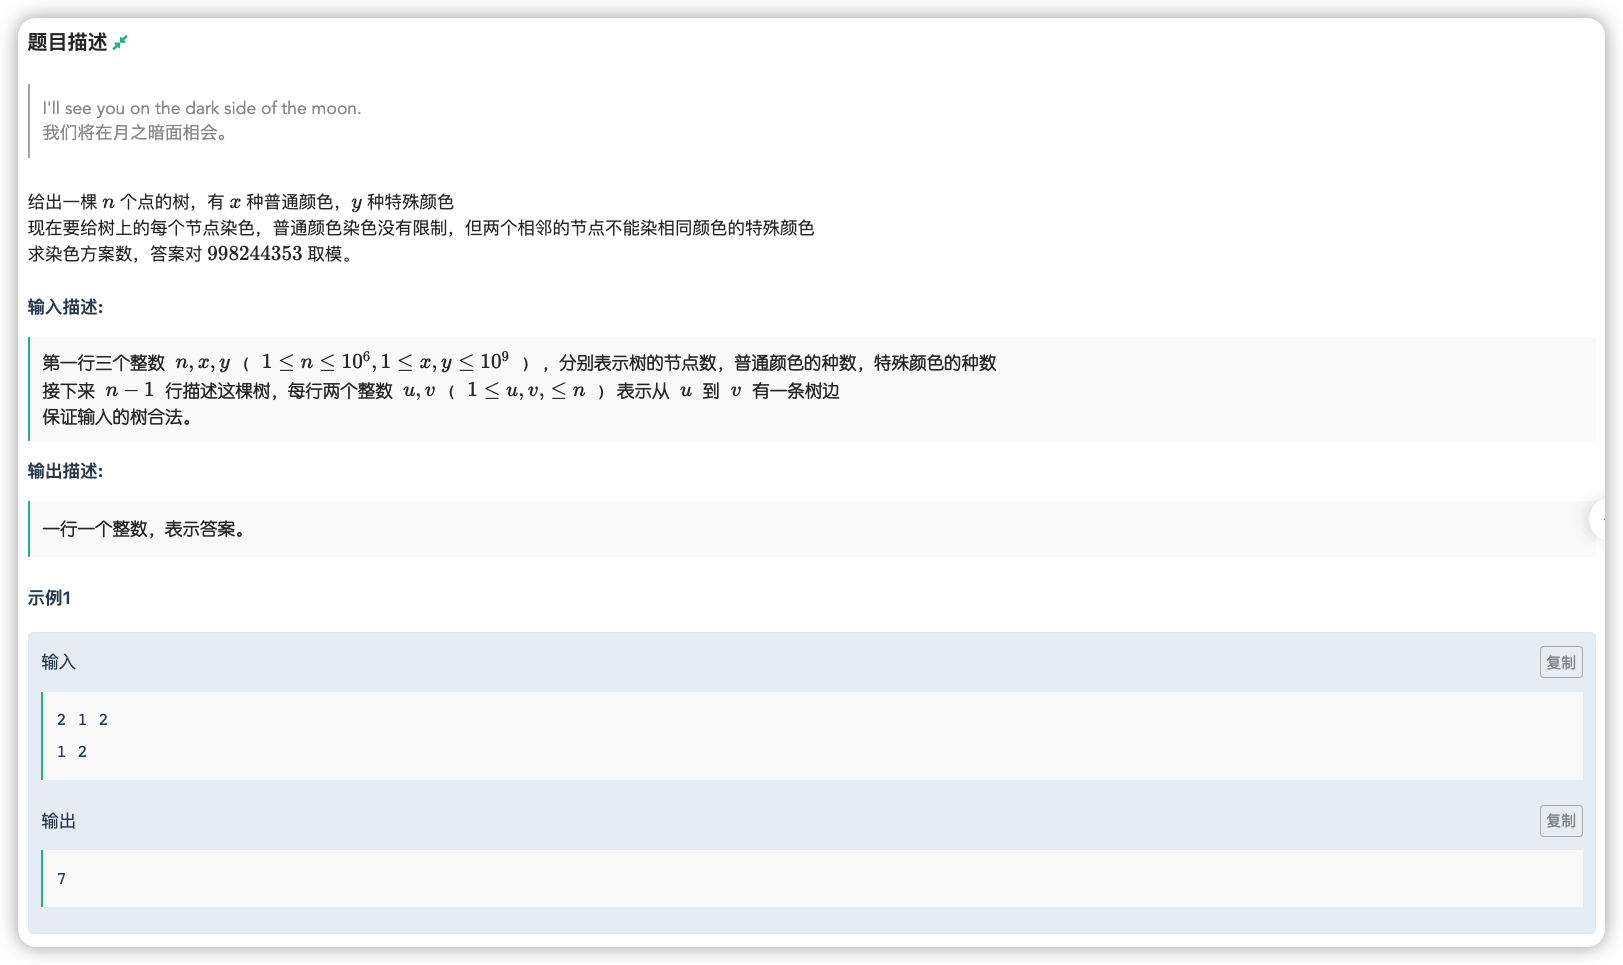 题目描述
I'll see you on the dark side of the moon.
我们将在月之暗面相会。
给出一棵 n 个点的树，有 x 种普通颜色，y 种特殊颜色
现在要给树上的每个节点染色，普通颜色染色没有限制，但两个相邻的节点不能染相同颜色的特殊颜色
求染色方案数，答案对 998244353 取模。
输入描述:
第一行三个整数 n, x, y （ 1 ≤ n ≤ 10⁶, 1 ≤ x, y ≤ 10⁹ ），分别表示树的节点数，普通颜色的种数，特殊颜色的种数
接下来 n − 1 行描述这棵树，每行两个整数 u, v （ 1 ≤ u, v, ≤ n ）表示从 u 到 v 有一条树边
保证输入的树合法。
输出描述:
一行一个整数，表示答案。
示例1
输入
复制
2 1 2
1 2
输出
复制
7